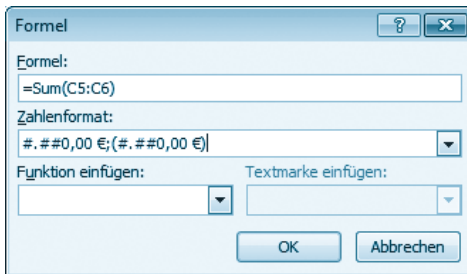 Formel
Formel:
=Sum(C5:C6)
Zahlenformat:
#.##0,00 €;(#.##0,00 €)
Funktion einfügen: Textmarke einfügen:
OK Abbrechen